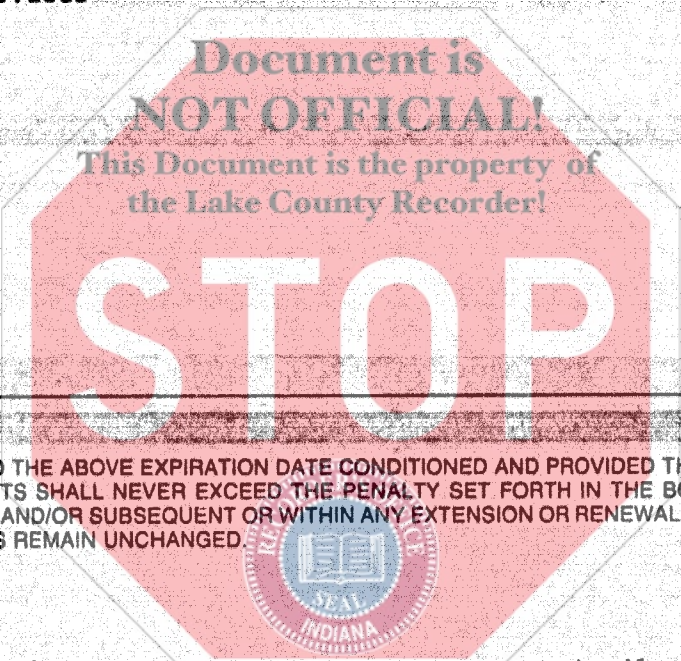 Document is
NOT OFFICIAL!
This Document is the property of
the Lake County Recorder!
STOP
THE ABOVE EXPIRATION DATE CONDITIONED AND PROVIDED
TS SHALL NEVER EXCEED THE PENALTY SET FORTH IN THE
AND/OR SUBSEQUENT OR WITHIN ANY EXTENSION OR RENEWAL
REMAIN UNCHANGED.
SEAL
INDIANA